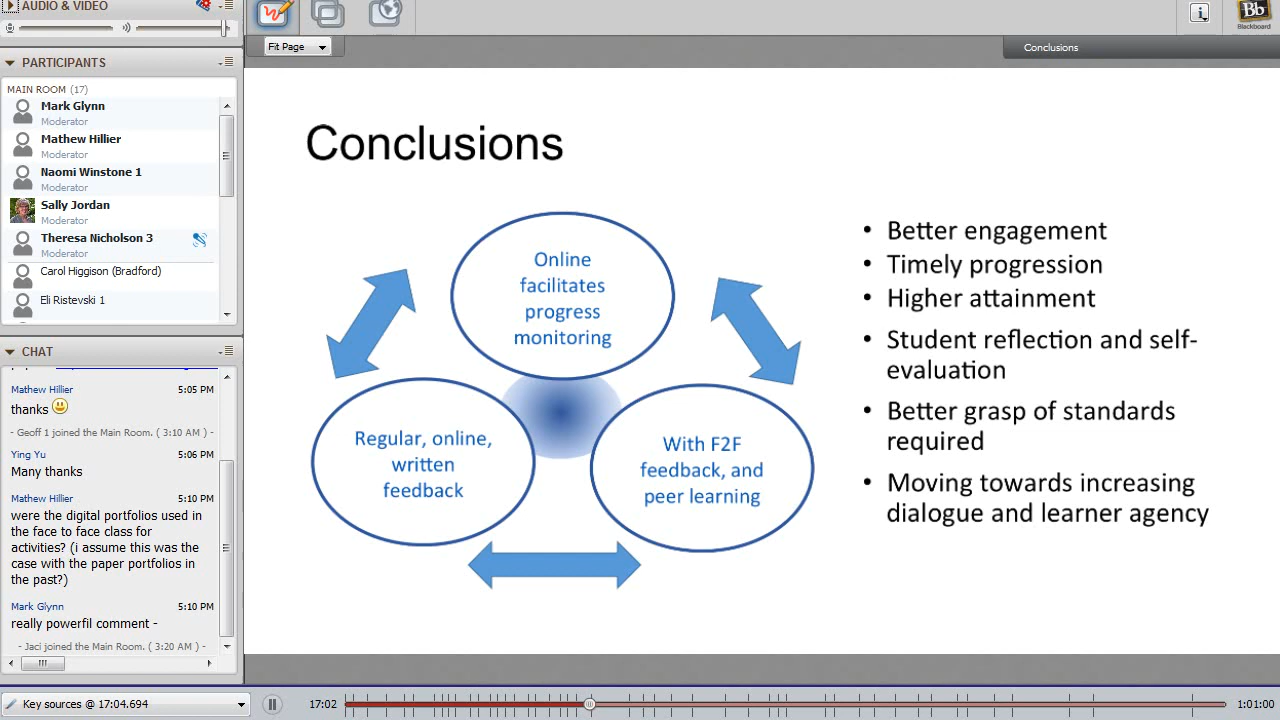 AUDIO & VIDEO
PARTICIPANTS
MAIN ROOM (17)
Mark Glynn
Moderator
Mathew Hillier
Moderator
Naomi Winstone 1
Moderator
Sally Jordan
Moderator
Theresa Nicholson 3
Moderator
Carol Higgison (Bradford)
Eli Ristevski 1
CHAT
Mathew Hillier 5:05 PM
thanks
- Geoff 1 joined the Main Room. ( 3:10 AM ) -
Ying Yu 5:06 PM
Many thanks
Mathew Hillier 5:10 PM
were the digital portfolios used in
the face to face class for
activities? (i assume this was the
case with the paper portfolios in
the past?)
Mark Glynn 5:10 PM
really powerfil comment -
- Jaci joined the Main Room. ( 3:20 AM ) -
Fit Page
Conclusions
Bb
Blackboard
Conclusions
Online
facilitates
progress
monitoring
Regular, online,
written
feedback
With F2F
feedback, and
peer learning
• Better engagement
• Timely progression
• Higher attainment
• Student reflection and self-
evaluation
• Better grasp of standards
required
• Moving towards increasing
dialogue and learner agency
Key sources @ 17:04.694
17:02
1:01:00